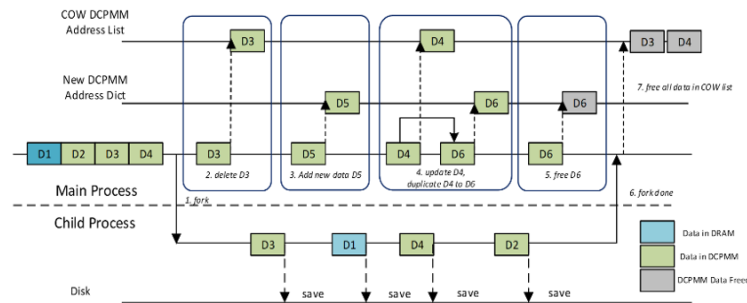 COW DCPMM
Address List
D3
D4
D3
D4
New DCPMM
Address Dict
D5
D6
D6
7. free all data in COW list
D1
D2
D3
D4
D3
D5
D4
D6
D6
2. delete D3
3. Add new data D5
4. update D4,
duplicate D4 to D6
5. free D6
Main Process
1. fork
6. fork done
Child Process
D3
D1
D4
D2
Data in DRAM
Data in DCPMM
DCPMM Data Freed
Disk
save
save
save
save